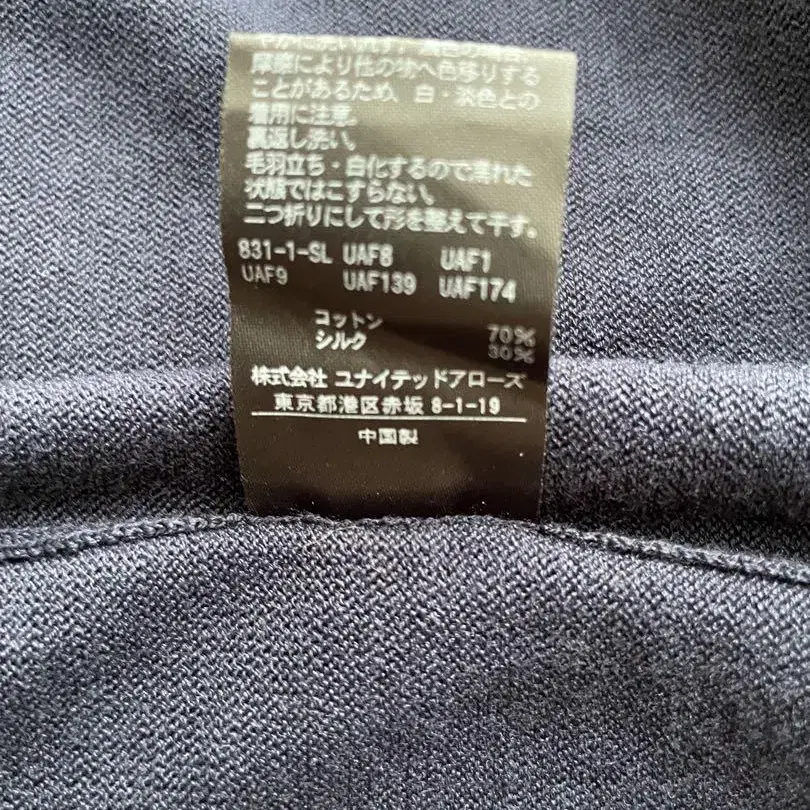 摩擦により他の物へ色移りする
ことがあるため、白・淡色との
着用に注意。
裏返し洗い。
毛羽立ち・白化するので濡れた
状態ではこすらない。
二つ折りにして形を整えて干す。
831-1-SL UAF8 UAF1
UAF9 UAF139 UAF174
コットン 70%
シルク 30%
株式会社 ユナイテッドアローズ
東京都港区赤坂 8-1-19
中国製